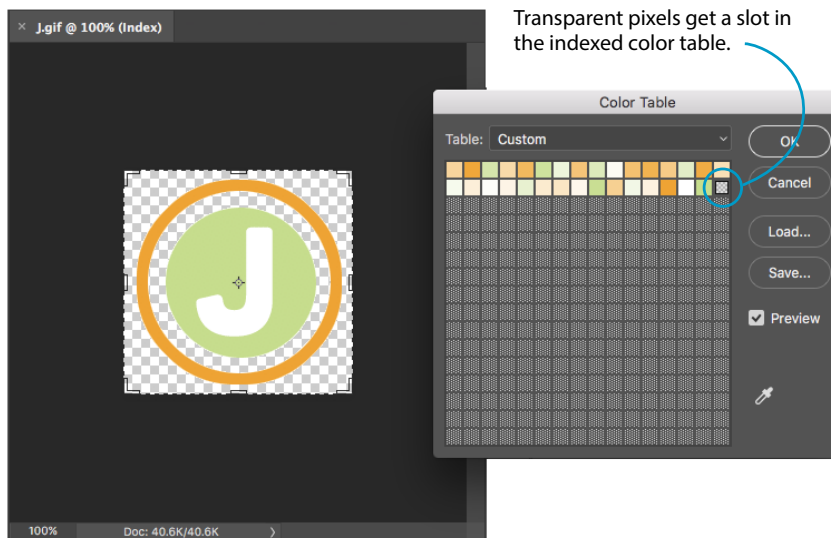 Transparent pixels get a slot in
the indexed color table.
× J.gif @ 100% (Index)
J
100% Doc: 40.6K/40.6K
Color Table
Table: Custom
OK
Cancel
Load...
Save...
Preview